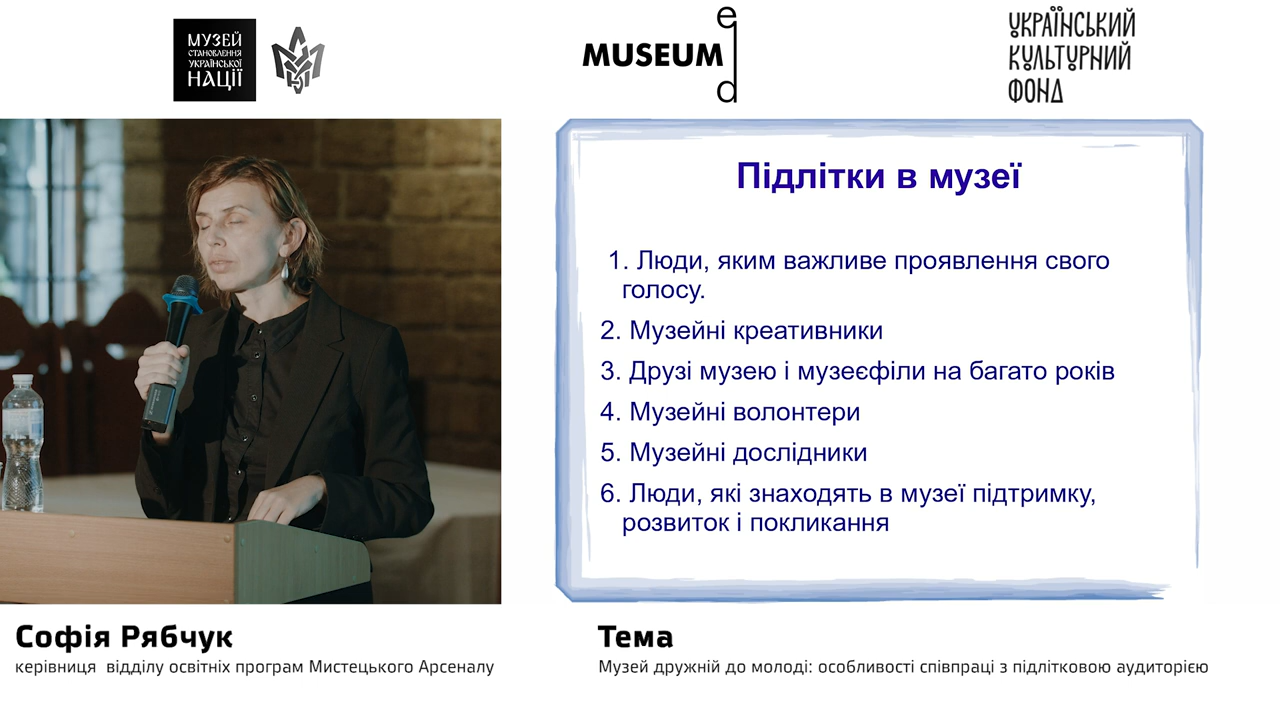 МУЗЕЙ
СТАНОВЛЕННЯ
УКРАЇНСЬКОЇ
НАЦІЇ
MUSEUM
ed
УКРАЇНСЬКИЙ
КУЛЬТУРНИЙ
ФОНД
Підлітки в музеї
1. Люди, яким важливе проявлення свого
голосу.
2. Музейні креативники
3. Друзі музею і музеєфіли на багато років
4. Музейні волонтери
5. Музейні дослідники
6. Люди, які знаходять в музеї підтримку,
розвиток і покликання
Софія Рябчук
керівниця відділу освітніх програм Мистецького Арсеналу
Тема
Музей дружній до молоді: особливості співпраці з підлітковою аудиторією